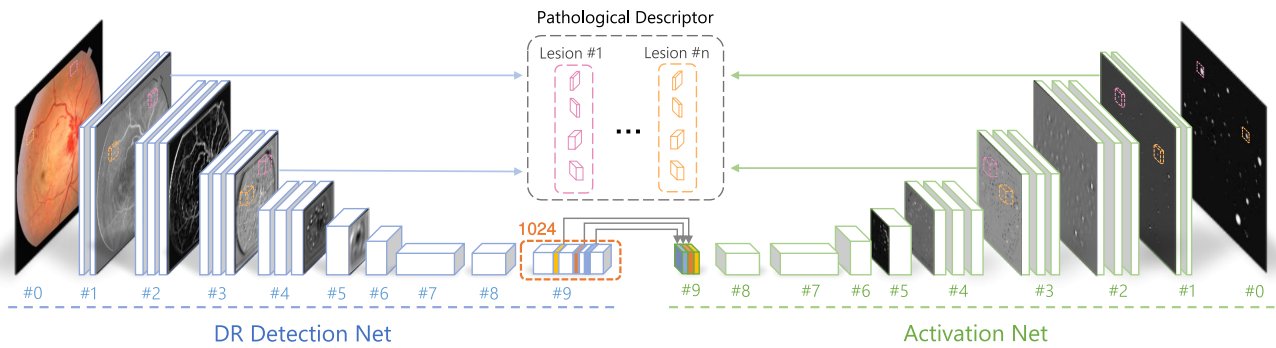 Pathological Descriptor
Lesion #1
Lesion #n
...
1024
#0 #1 #2 #3 #4 #5 #6 #7 #8 #9
#9 #8 #7 #6 #5 #4 #3 #2 #1 #0
DR Detection Net
Activation Net